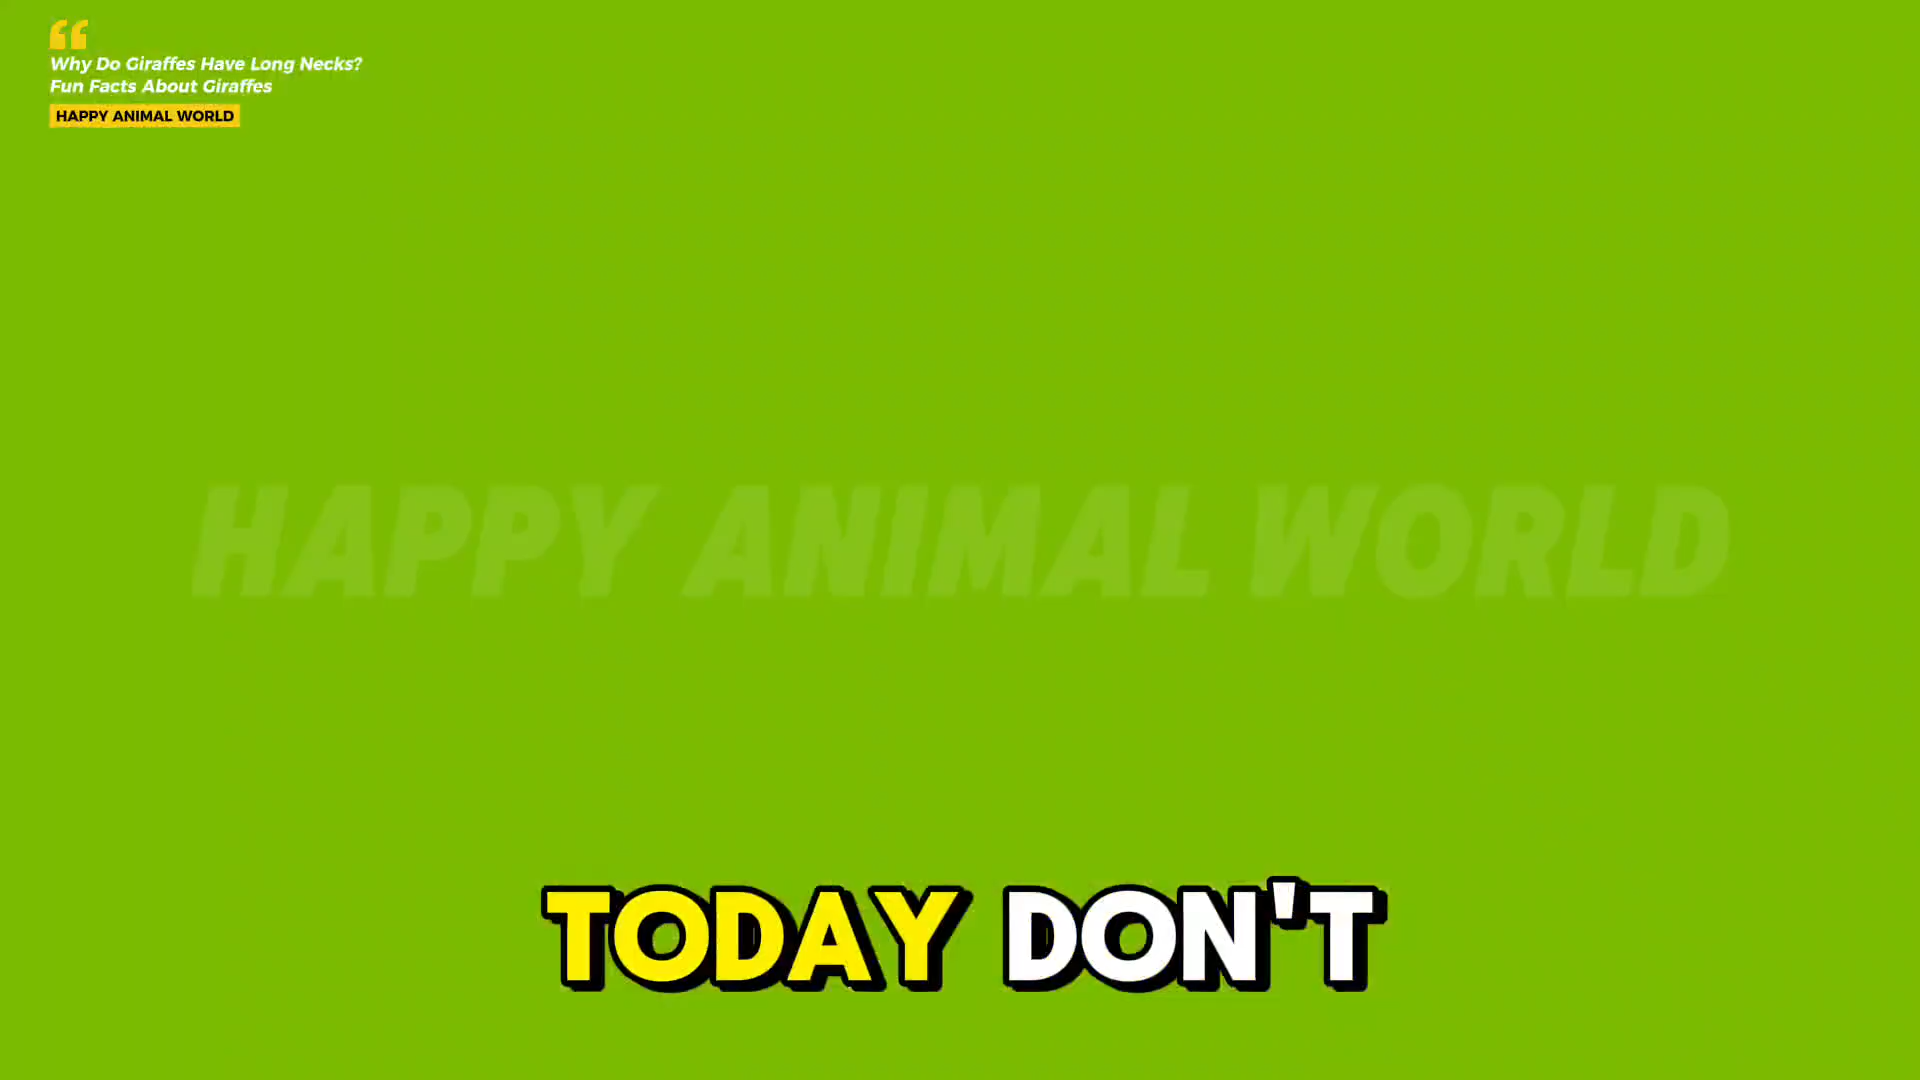 Why Do Giraffes Have Long Necks?
Fun Facts About Giraffes
HAPPY ANIMAL WORLD
HAPPY ANIMAL WORLD
TODAY DON'T